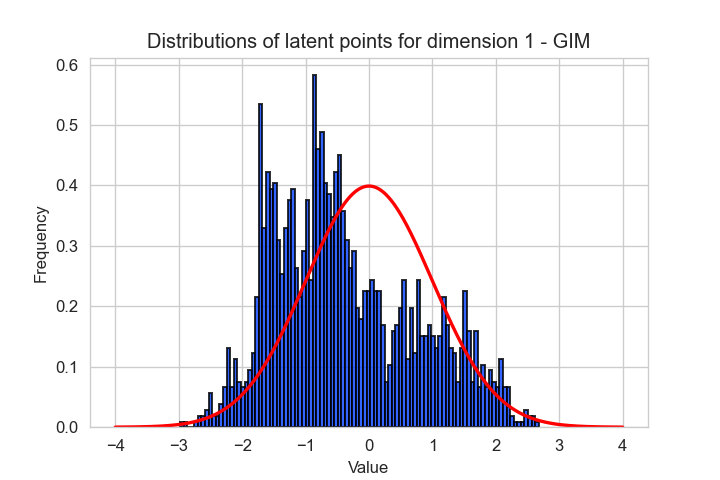 Distributions of latent points for dimension 1 - GIM
0.6
0.5
0.4
0.3
0.2
0.1
0.0
Frequency
−4 −3 −2 −1 0 1 2 3 4
Value